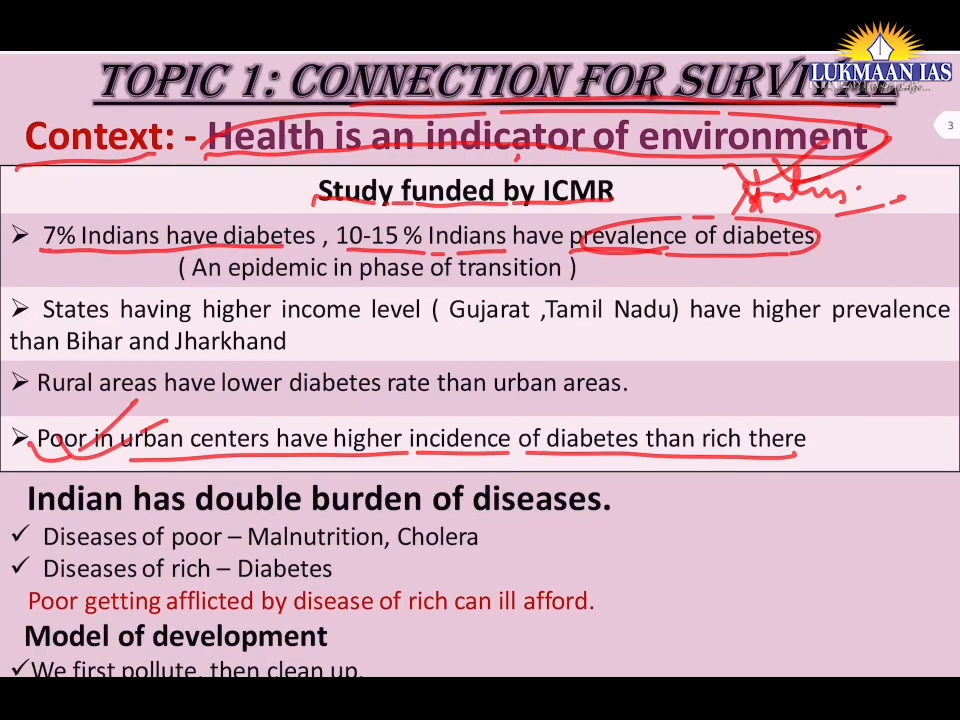 TOPIC 1: CONNECTION FOR
LUKMAAN IAS
3
Context: - Health is an indicator of environment
Study funded by ICMR
➢ 7% Indians have diabetes , 10-15 % Indians have prevalence of diabetes
( An epidemic in phase of transition )
➢ States having higher income level ( Gujarat ,Tamil Nadu) have higher prevalence
than Bihar and Jharkhand
➢ Rural areas have lower diabetes rate than urban areas.
➢ Poor in urban centers have higher incidence of diabetes than rich there
Indian has double burden of diseases.
✓ Diseases of poor – Malnutrition, Cholera
✓ Diseases of rich – Diabetes
Poor getting afflicted by disease of rich can ill afford.
Model of development
✓We first pollute, then clean up.